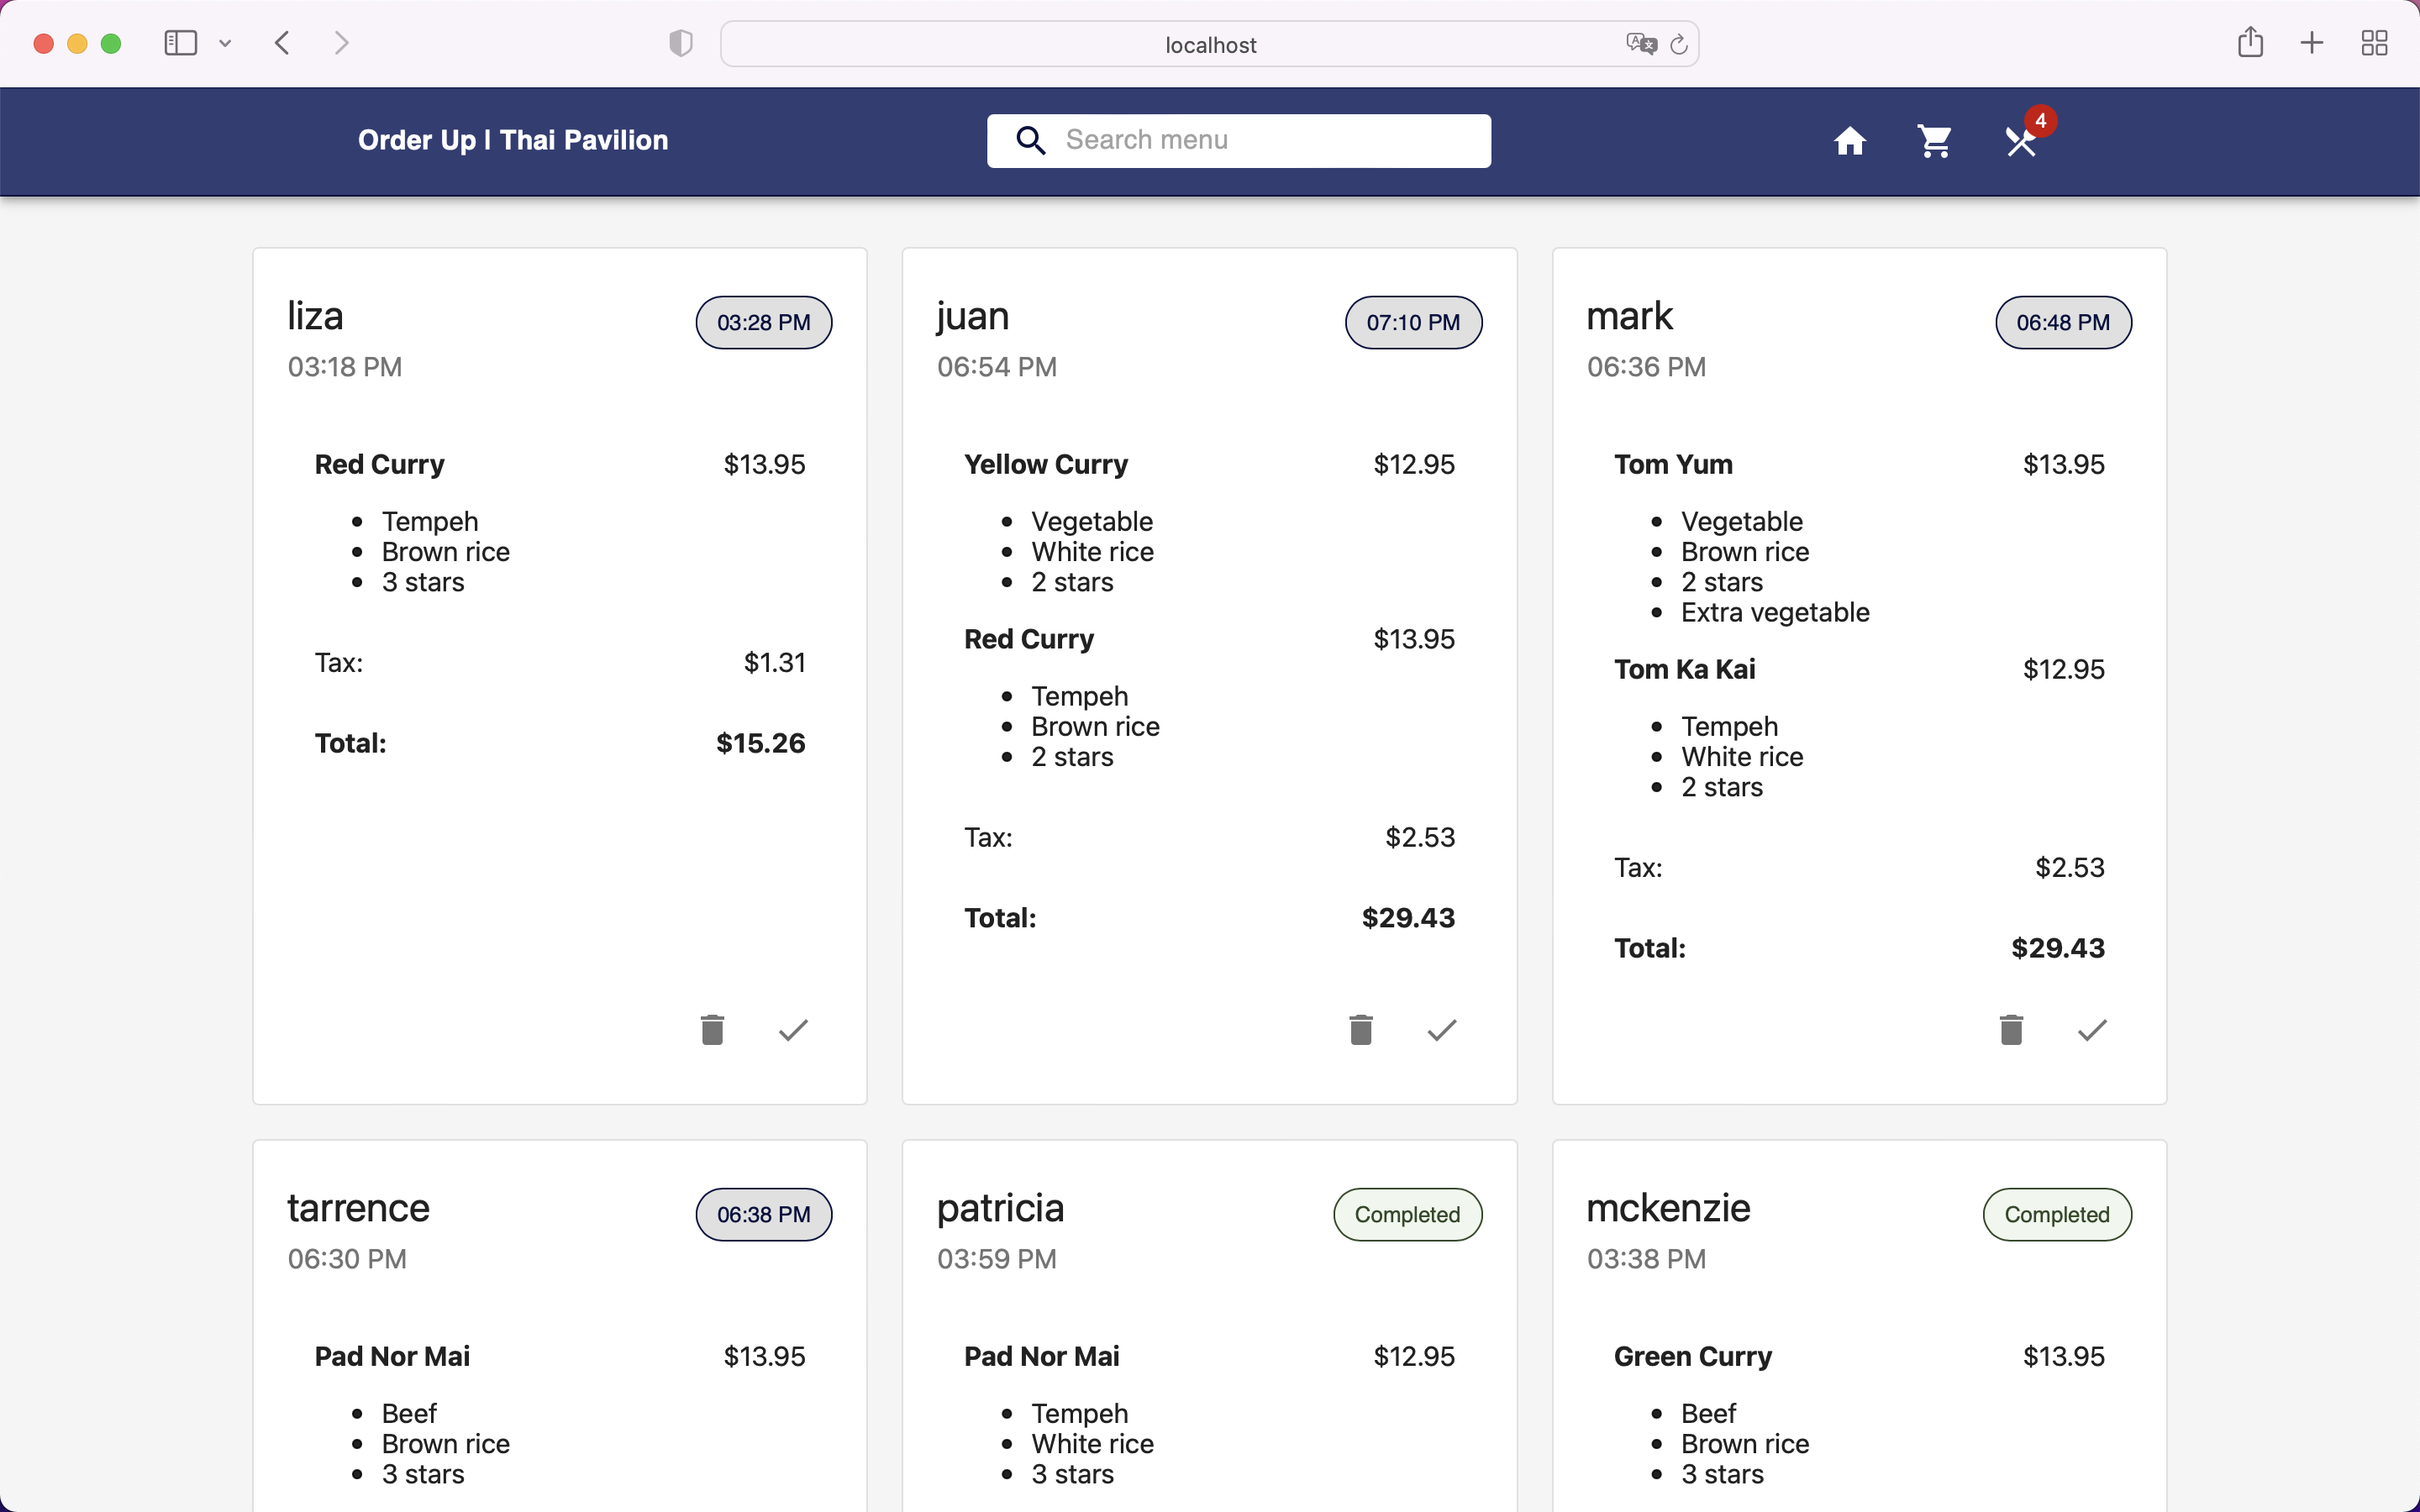 localhost
Order Up | Thai Pavilion
Search menu
4
liza
03:28 PM
03:18 PM
Red Curry $13.95
Tempeh
Brown rice
3 stars
Tax: $1.31
Total: $15.26
juan
07:10 PM
06:54 PM
Yellow Curry $12.95
Vegetable
White rice
2 stars
Red Curry $13.95
Tempeh
Brown rice
2 stars
Tax: $2.53
Total: $29.43
mark
06:48 PM
06:36 PM
Tom Yum $13.95
Vegetable
Brown rice
2 stars
Extra vegetable
Tom Ka Kai $12.95
Tempeh
White rice
2 stars
Tax: $2.53
Total: $29.43
tarrence
06:38 PM
06:30 PM
Pad Nor Mai $13.95
Beef
Brown rice
3 stars
patricia
Completed
03:59 PM
Pad Nor Mai $12.95
Tempeh
White rice
3 stars
mckenzie
Completed
03:38 PM
Green Curry $13.95
Beef
Brown rice
3 stars